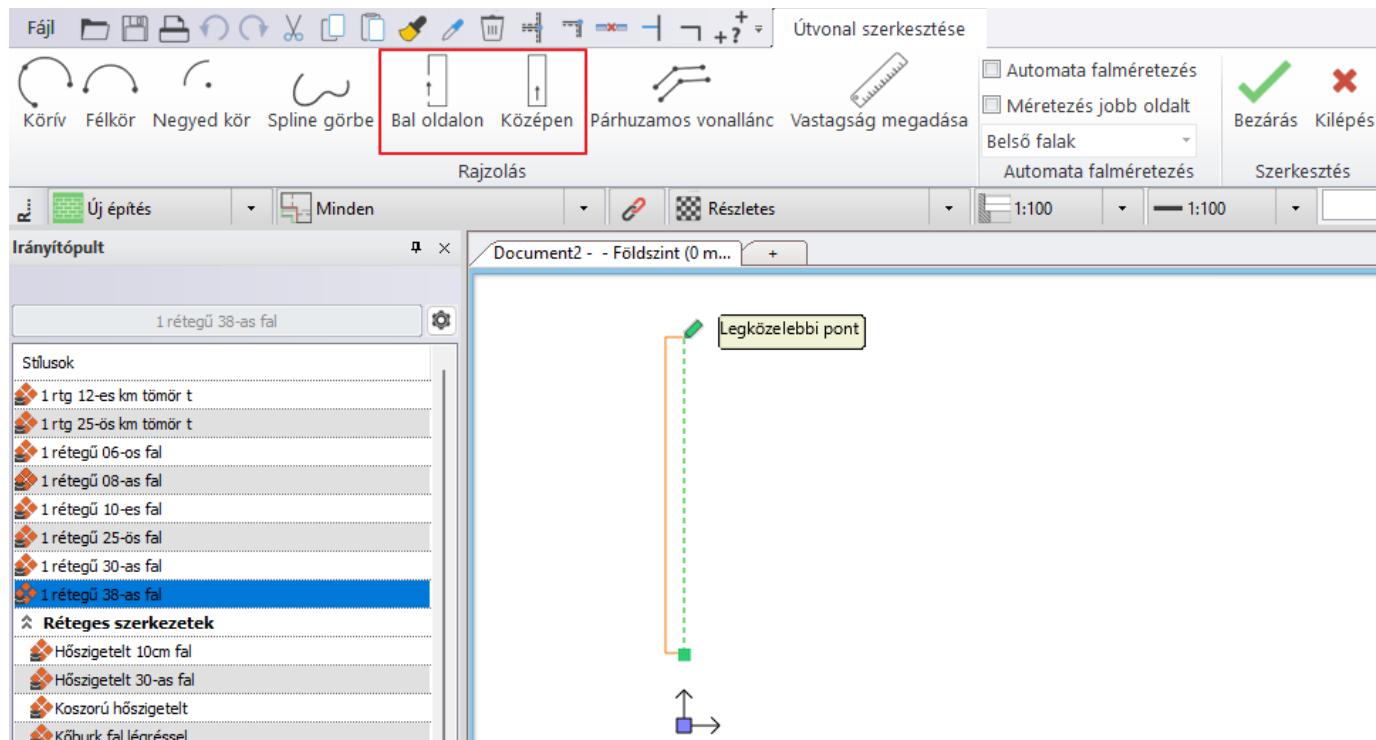 Fájl
Útvonal szerkesztése
Körív Félkör Negyed kör Spline görbe Bal oldalon Középen Párhuzamos vonallánc Vastagság megadása
Rajzolás
Automata falméretezés
Méretezés jobb oldalt
Belső falak
Automata falméretezés
Bezárás Kilépés
Szerkesztés
R... Új építés Minden Részletes 1:100 1:100
Irányítópult
Document2 - - Földszint (0 m... +
1 rétegű 38-as fal
Stílusok
1 rtg 12-es km tömör t
1 rtg 25-ös km tömör t
1 rétegű 06-os fal
1 rétegű 08-as fal
1 rétegű 10-es fal
1 rétegű 25-ös fal
1 rétegű 30-as fal
1 rétegű 38-as fal
Réteges szerkezetek
Hőszigetelt 10cm fal
Hőszigetelt 30-as fal
Koszorú hőszigetelt
Kőburk fal légréssel
Legközelebbi pont